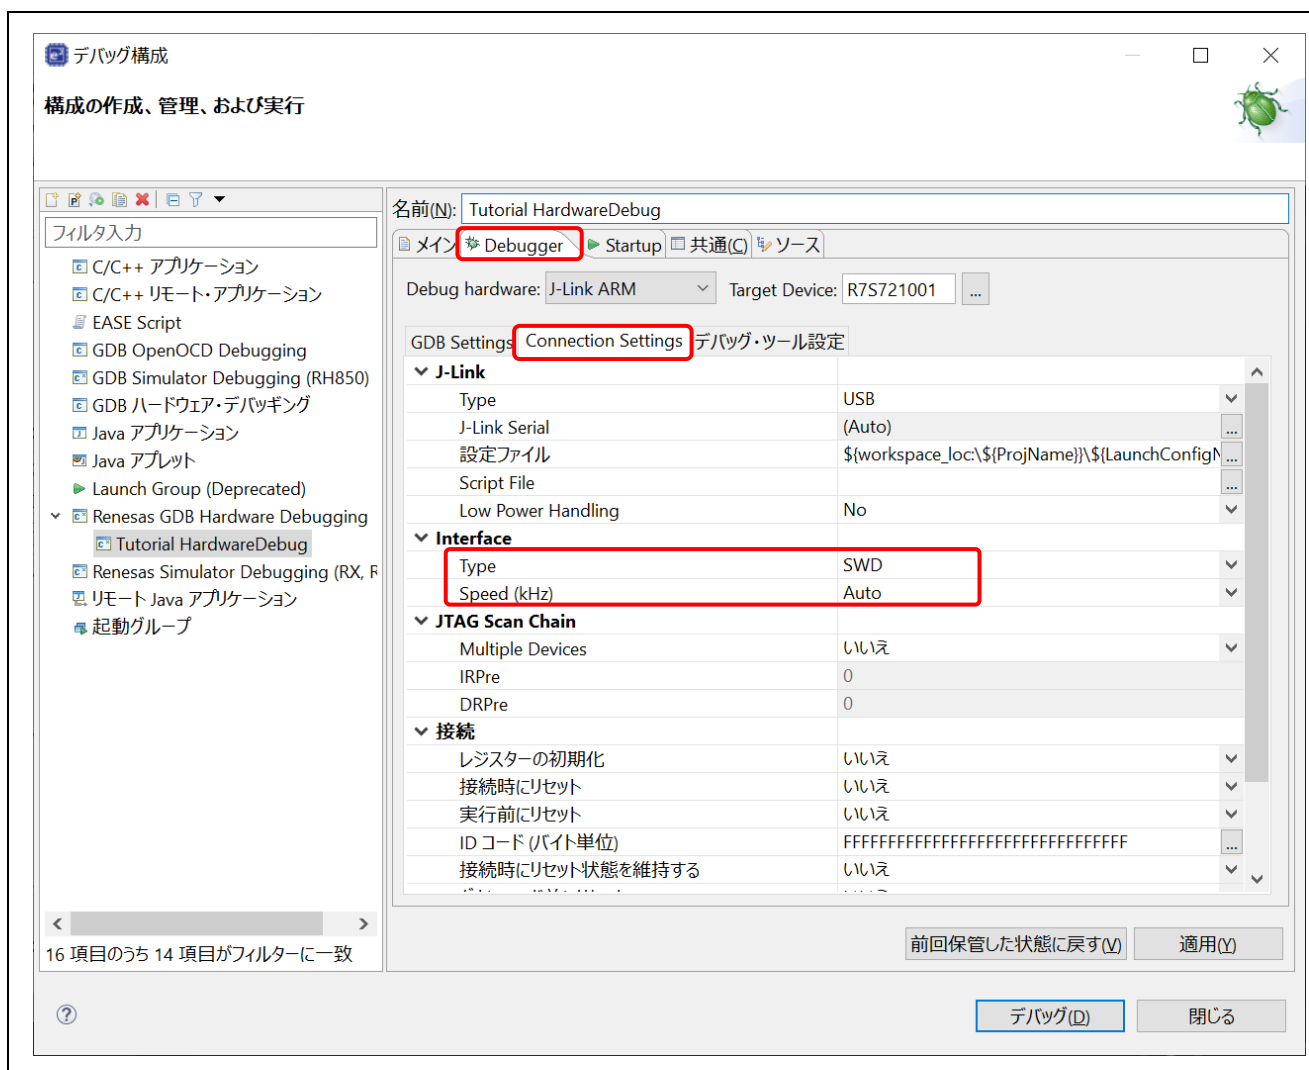 デバッグ構成
構成の作成、管理、および実行
フィルタ入力
C/C++ アプリケーション
C/C++ リモート・アプリケーション
EASE Script
GDB OpenOCD Debugging
GDB Simulator Debugging (RH850)
GDB ハードウェア・デバッギング
Java アプリケーション
Java アプレット
Launch Group (Deprecated)
Renesas GDB Hardware Debugging
Tutorial HardwareDebug
Renesas Simulator Debugging (RX, R
リモート Java アプリケーション
起動グループ
16 項目のうち 14 項目がフィルターに一致
名前(N): Tutorial HardwareDebug
メイン Debugger Startup 共通(C) ソース
Debug hardware: J-Link ARM Target Device: R7S721001 ...
GDB Settings Connection Settings デバッグ・ツール設定
J-Link
Type USB
J-Link Serial (Auto) ...
設定ファイル ${workspace_loc:\${ProjName}}\${LaunchConfigN ...
Script File ...
Low Power Handling No
Interface
Type SWD
Speed (kHz) Auto
JTAG Scan Chain
Multiple Devices いいえ
IRPre 0
DRPre 0
接続
レジスターの初期化 いいえ
接続時にリセット いいえ
実行前にリセット いいえ
ID コード (バイト単位) FFFFFFFFFFFFFFFFFFFFFFFFFFFFFFFF ...
接続時にリセット状態を維持する いいえ
前回保管した状態に戻す(V) 適用(Y)
デバッグ(D) 閉じる